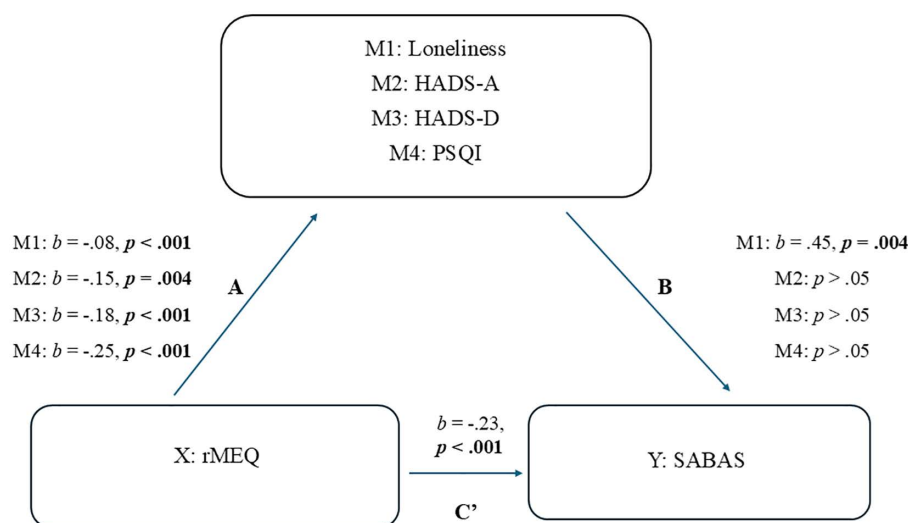 M1: Loneliness
M2: HADS-A
M3: HADS-D
M4: PSQI
M1: b = -.08, p < .001
M2: b = -.15, p = .004
M3: b = -.18, p < .001
M4: b = -.25, p < .001
A
B
M1: b = .45, p = .004
M2: p > .05
M3: p > .05
M4: p > .05
X: rMEQ
b = -.23,
p < .001
C’
Y: SABAS